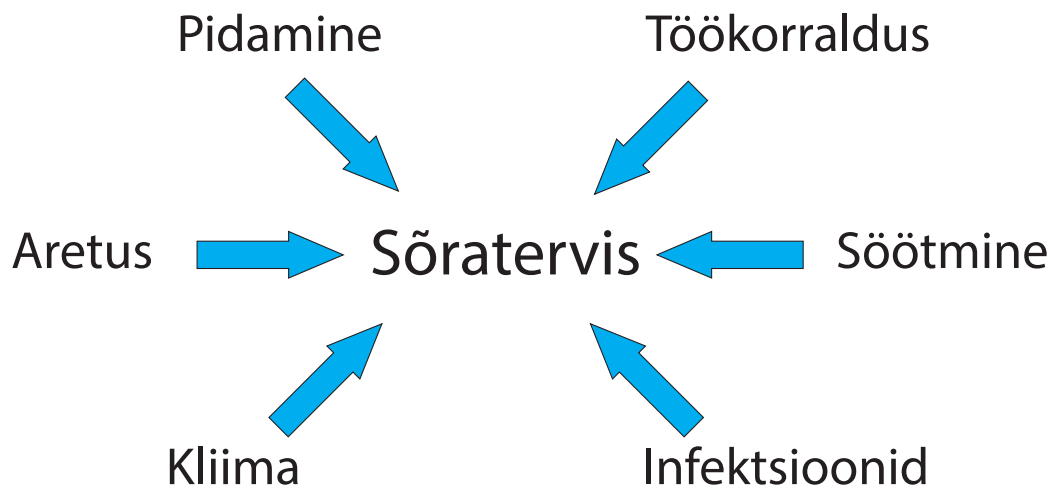 Pidamine
Töökorraldus
Aretus
Sõratervis
Söötmine
Kliima
Infektsioonid